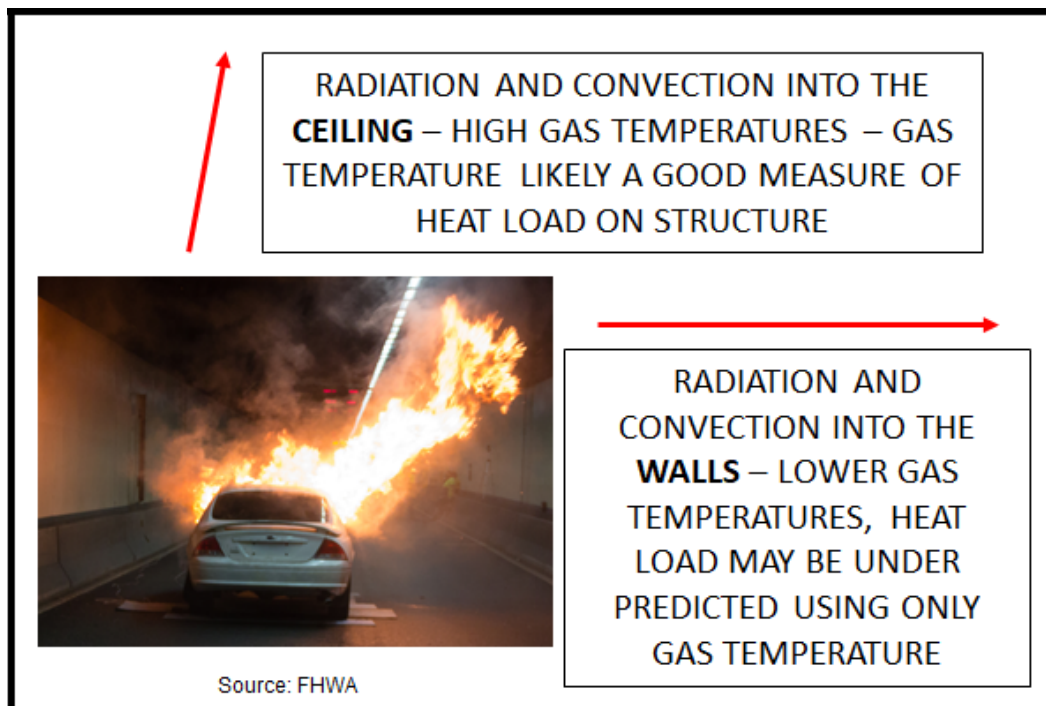 RADIATION AND CONVECTION INTO THE
CEILING – HIGH GAS TEMPERATURES – GAS
TEMPERATURE LIKELY A GOOD MEASURE OF
HEAT LOAD ON STRUCTURE
RADIATION AND
CONVECTION INTO THE
WALLS – LOWER GAS
TEMPERATURES, HEAT
LOAD MAY BE UNDER
PREDICTED USING ONLY
GAS TEMPERATURE
Source: FHWA